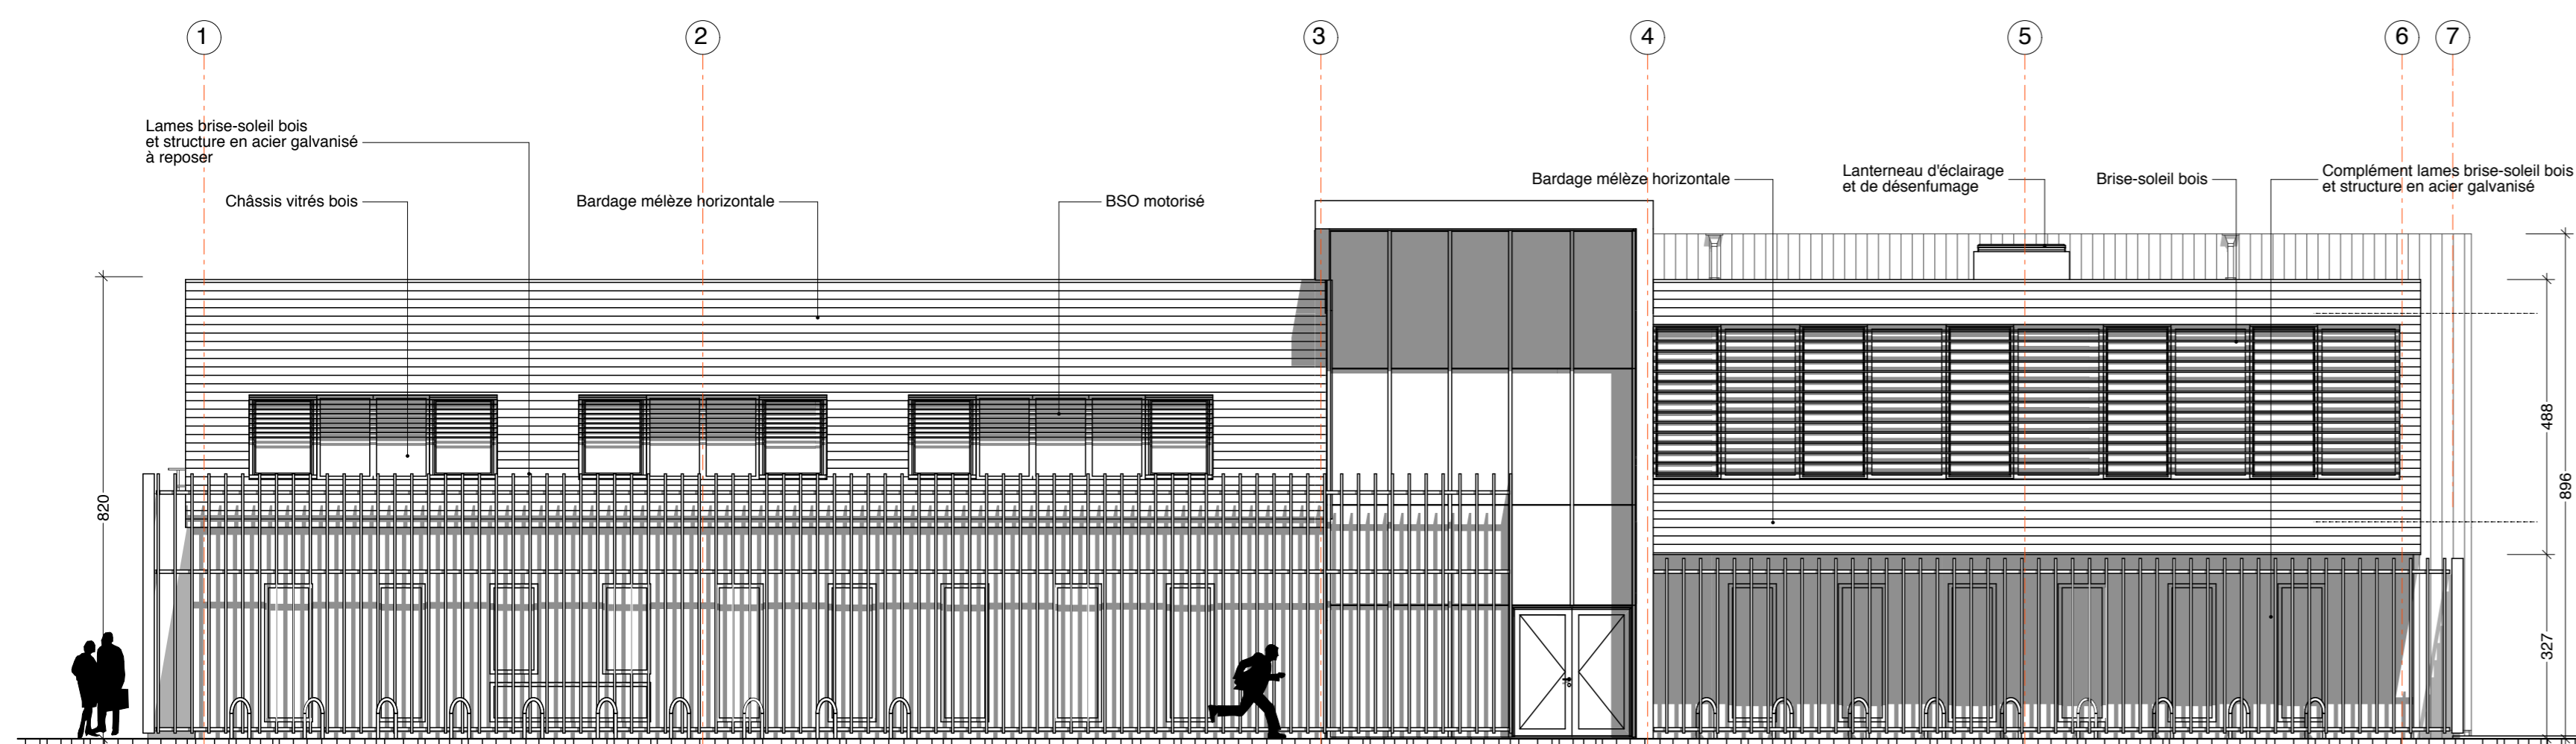 1
2
3
4
5
6
7
Lames brise-soleil bois
et structure en acier galvanisé
à reposer
Châssis vitrés bois
Bardage mélèze horizontale
BSO motorisé
Bardage mélèze horizontale
Lanterneau d'éclairage
et de désenfumage
Brise-soleil bois
Complément lames brise-soleil bois
et structure en acier galvanisé
820
488
896
327